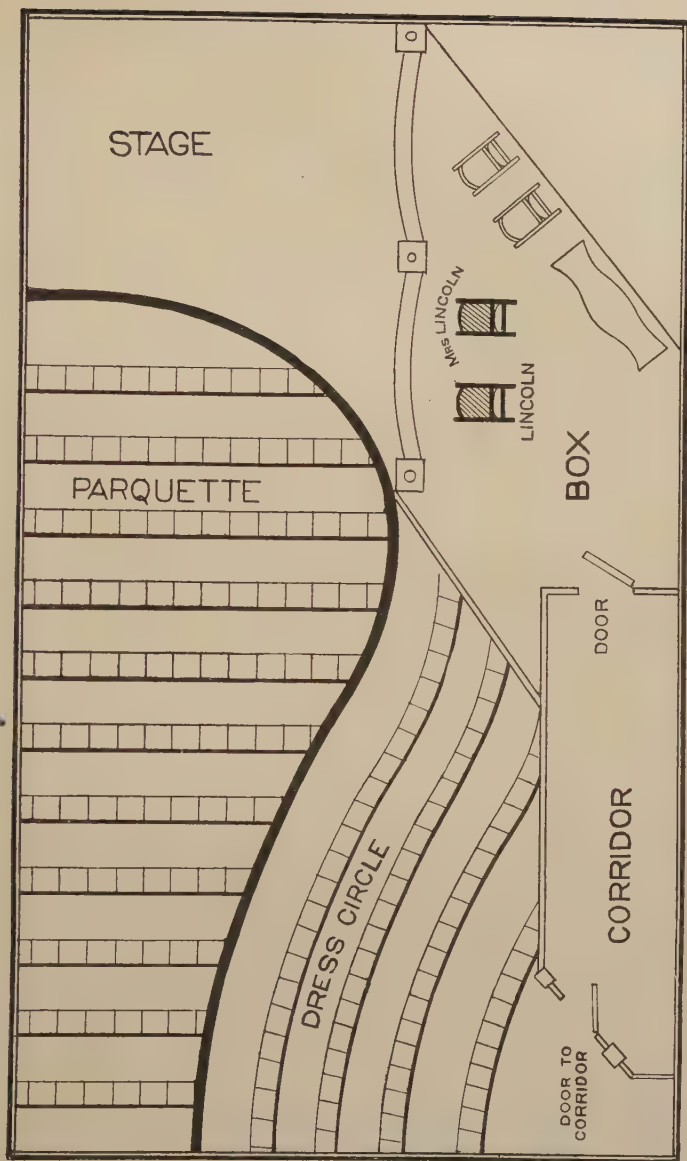 STAGE
MRS LINCOLN
LINCOLN
PARQUETTE
BOX
DOOR
DRESS CIRCLE
CORRIDOR
DOOR TO
CORRIDOR